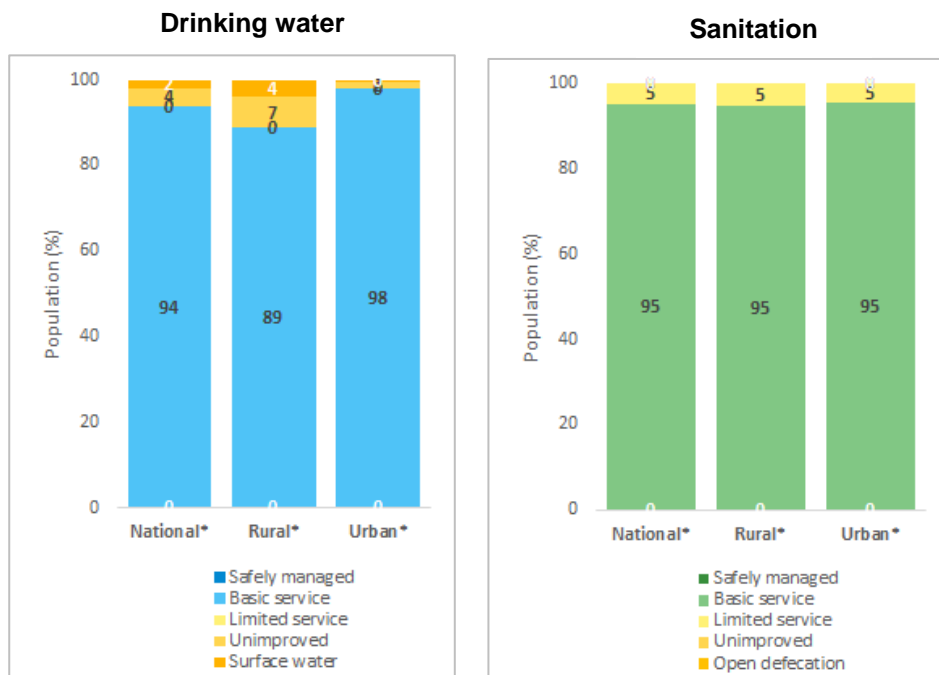 Drinking water
100
80
60
40
20
0
Population (%)
2
4
0
94
0
4
7
0
89
0
0
98
0
National*
Rural*
Urban*
Safely managed
Basic service
Limited service
Unimproved
Surface water
Sanitation
100
80
60
40
20
0
Population (%)
0
5
95
0
5
95
0
0
5
95
0
National*
Rural*
Urban*
Safely managed
Basic service
Limited service
Unimproved
Open defecation